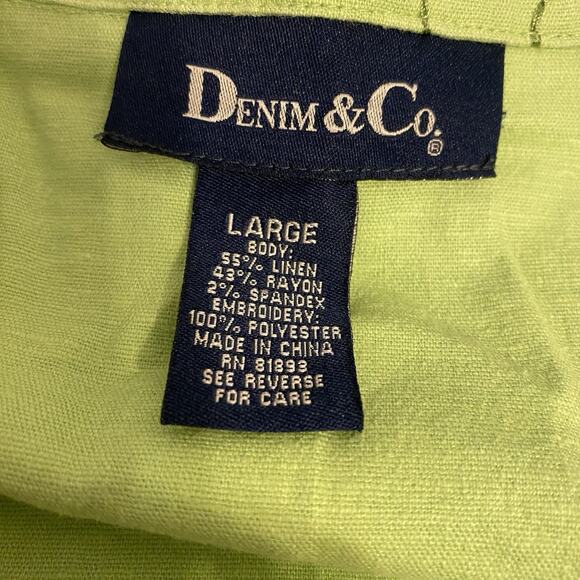 DENIM & CO.®
LARGE
BODY:
55% LINEN
43% RAYON
2% SPANDEX
EMBROIDERY:
100% POLYESTER
MADE IN CHINA
RN 81893
SEE REVERSE
FOR CARE